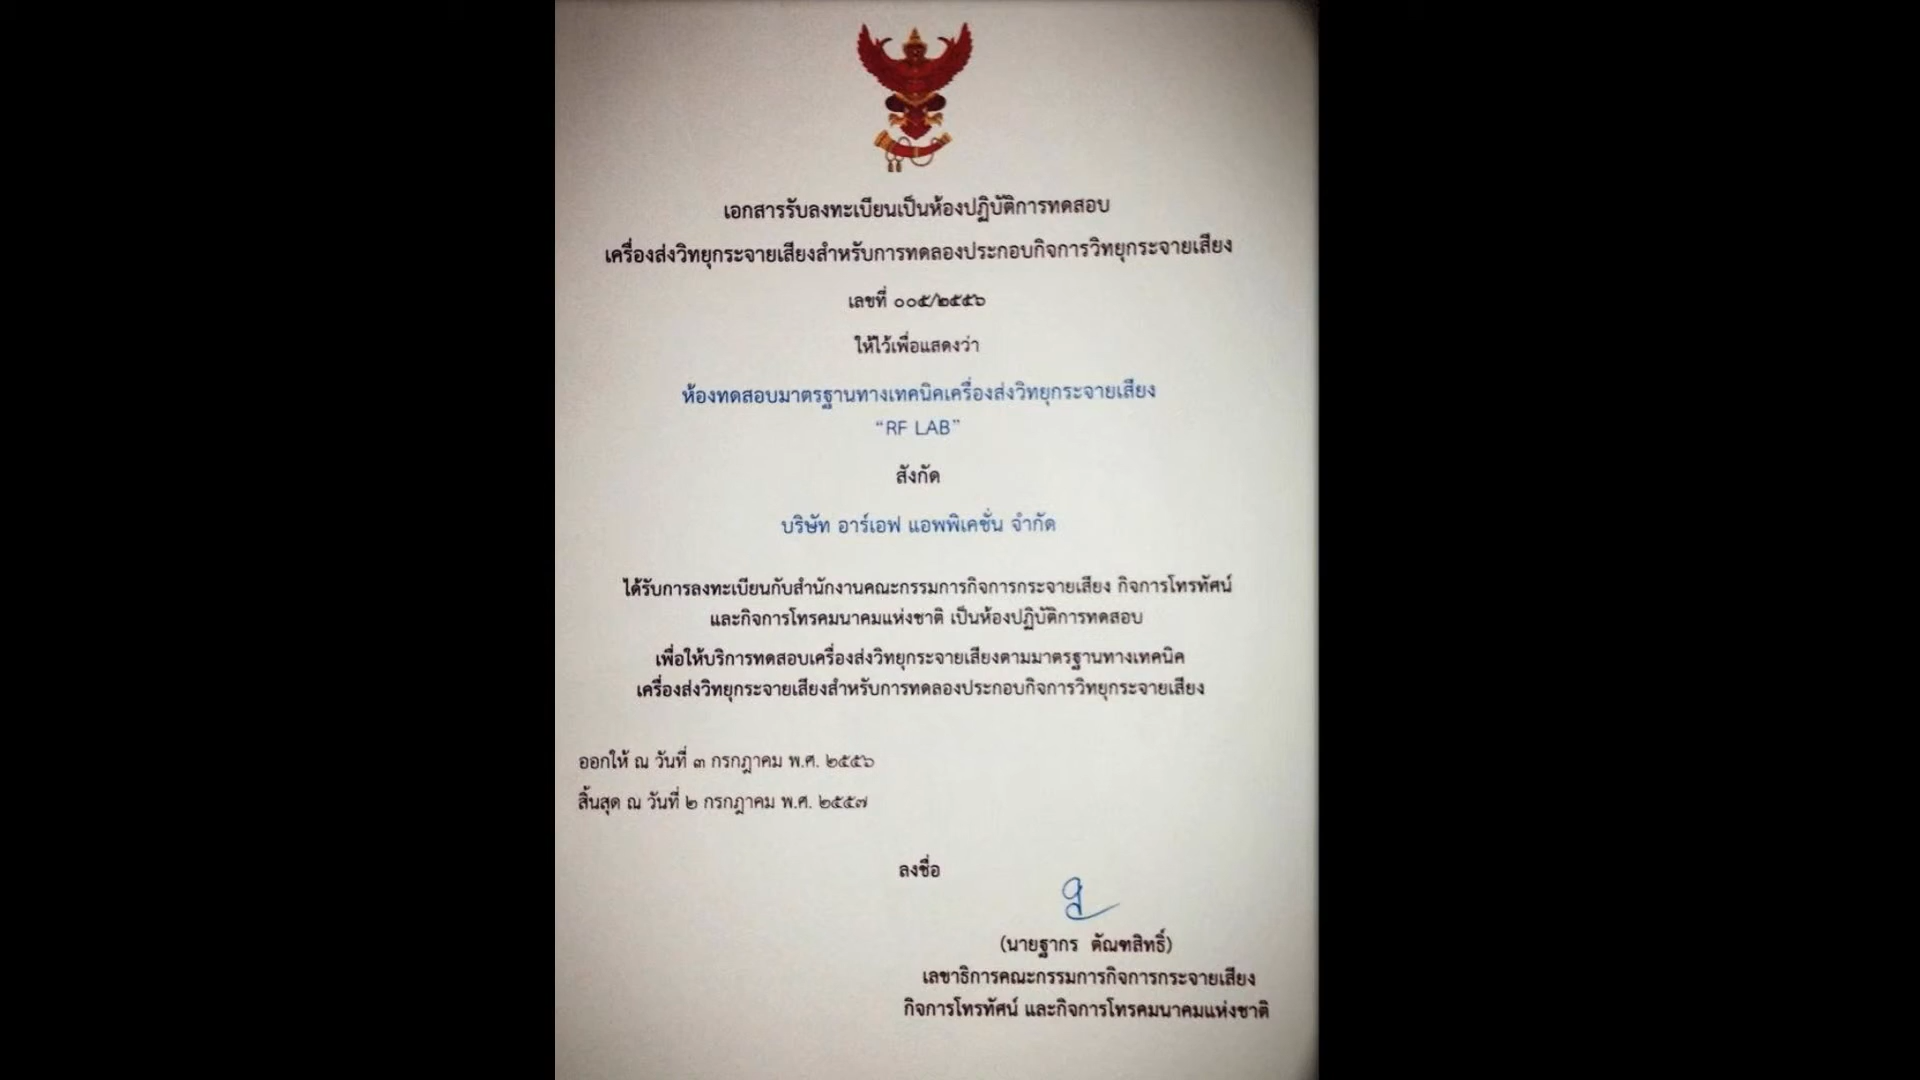 เอกสารรับลงทะเบียนเป็นห้องปฏิบัติการทดสอบ
เครื่องส่งวิทยุกระจายเสียงสำหรับการทดลองประกอบกิจการวิทยุกระจายเสียง
เลขที่ ๐๐๕/๒๕๕๖
ให้ไว้เพื่อแสดงว่า
ห้องทดสอบมาตรฐานทางเทคนิคเครื่องส่งวิทยุกระจายเสียง
“RF LAB”
สังกัด
บริษัท อาร์เอฟ แอพพิเคชั่น จำกัด
ได้รับการลงทะเบียนกับสำนักงานคณะกรรมการกิจการกระจายเสียง กิจการโทรทัศน์
และกิจการโทรคมนาคมแห่งชาติ เป็นห้องปฏิบัติการทดสอบ
เพื่อให้บริการทดสอบเครื่องส่งวิทยุกระจายเสียงตามมาตรฐานทางเทคนิค
เครื่องส่งวิทยุกระจายเสียงสำหรับการทดลองประกอบกิจการวิทยุกระจายเสียง
ออกให้ ณ วันที่ ๓ กรกฎาคม พ.ศ. ๒๕๕๖
สิ้นสุด ณ วันที่ ๒ กรกฎาคม พ.ศ. ๒๕๕๗
ลงชื่อ
(นายฐากร ตัณฑสิทธิ์)
เลขาธิการคณะกรรมการกิจการกระจายเสียง
กิจการโทรทัศน์ และกิจการโทรคมนาคมแห่งชาติ